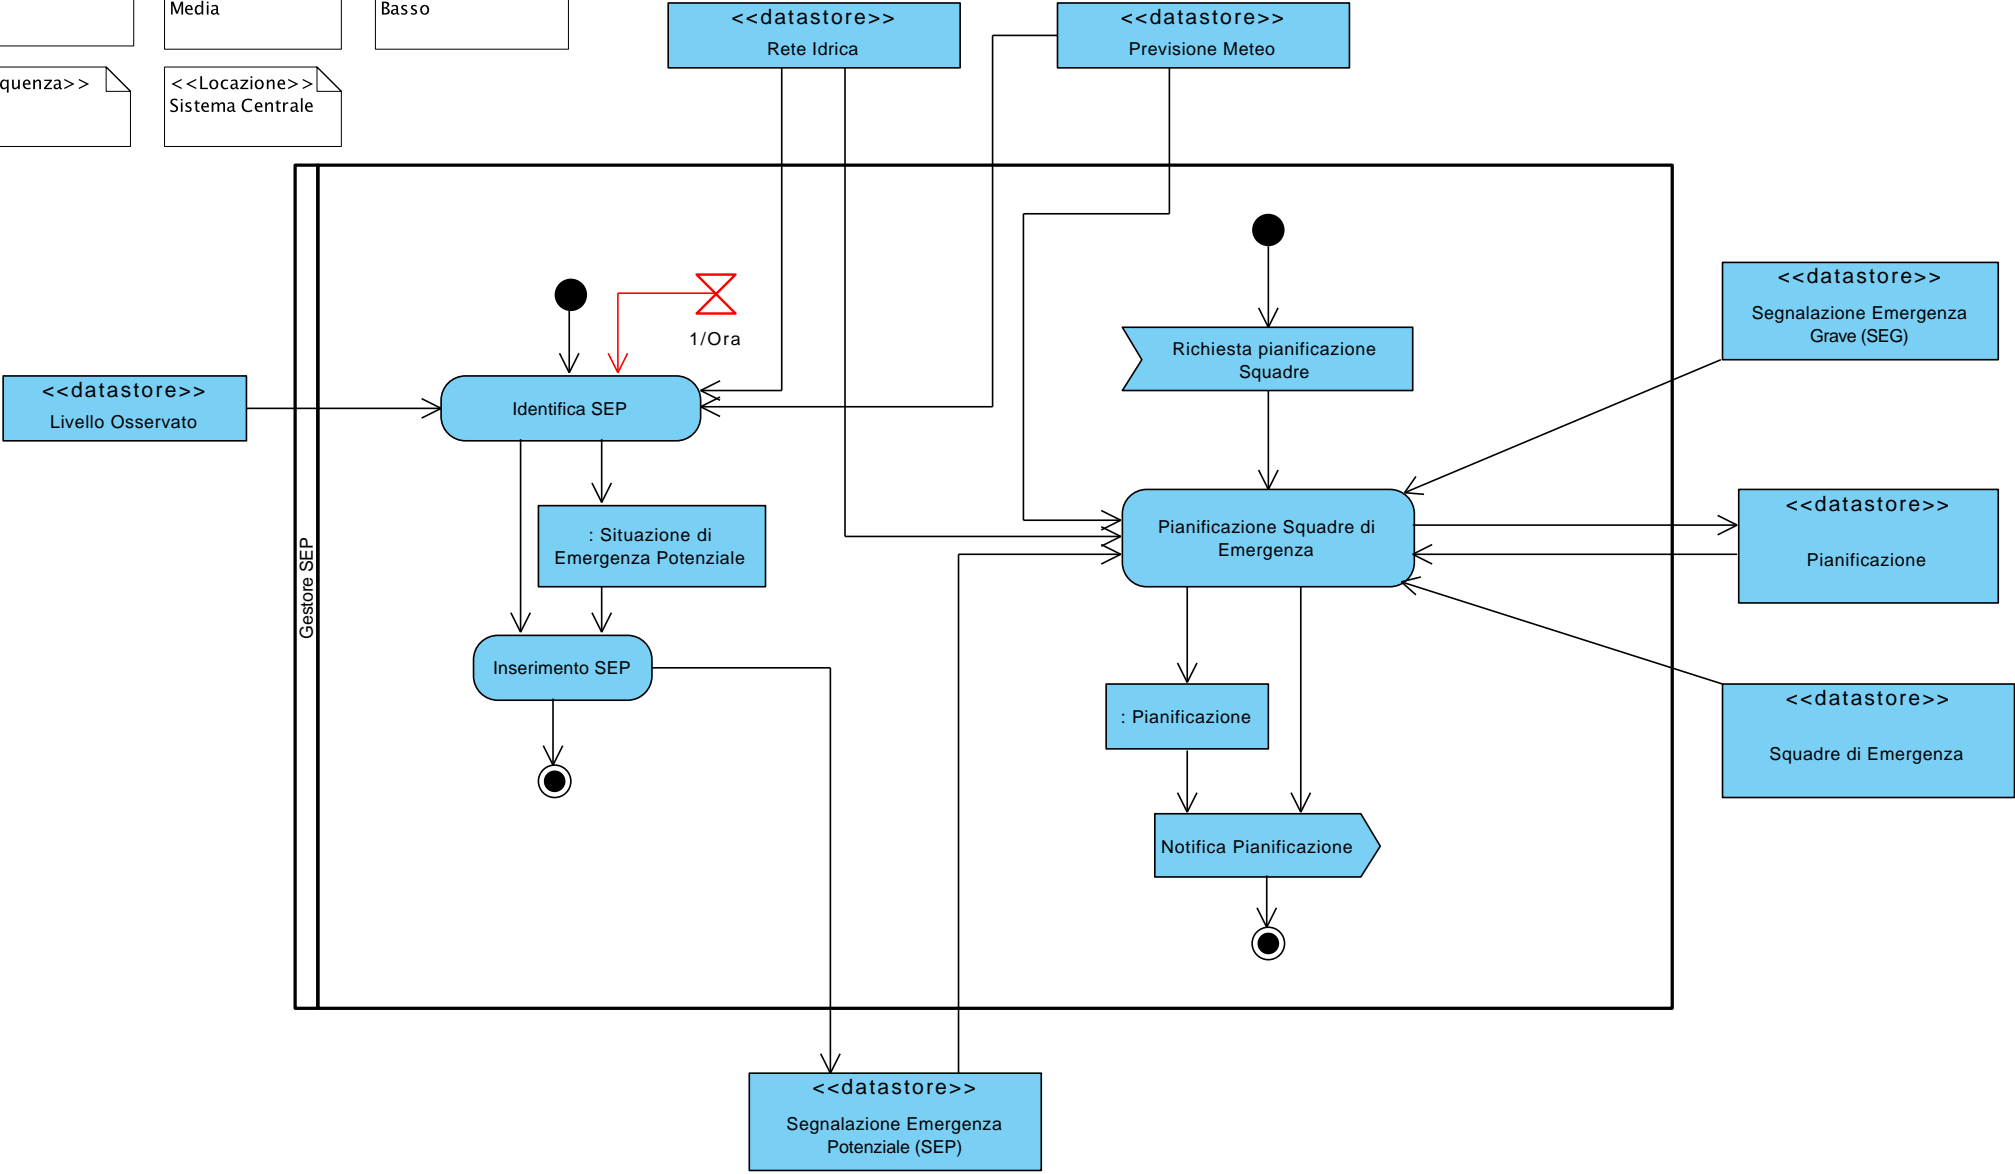 Media
Basso
quenza>>
<<Locazione>>
Sistema Centrale
<<datastore>>
Rete Idrica
<<datastore>>
Previsione Meteo
1/Ora
<<datastore>>
Livello Osservato
Identifica SEP
: Situazione di
Emergenza Potenziale
Inserimento SEP
Gestore SEP
Richiesta pianificazione
Squadre
Pianificazione Squadre di
Emergenza
: Pianificazione
Notifica Pianificazione
<<datastore>>
Segnalazione Emergenza
Grave (SEG)
<<datastore>>
Pianificazione
<<datastore>>
Squadre di Emergenza
<<datastore>>
Segnalazione Emergenza
Potenziale (SEP)